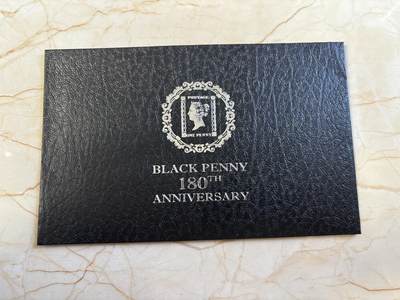 POSTAGE
ONE PENNY
BLACK PENNY
180TH
ANNIVERSARY